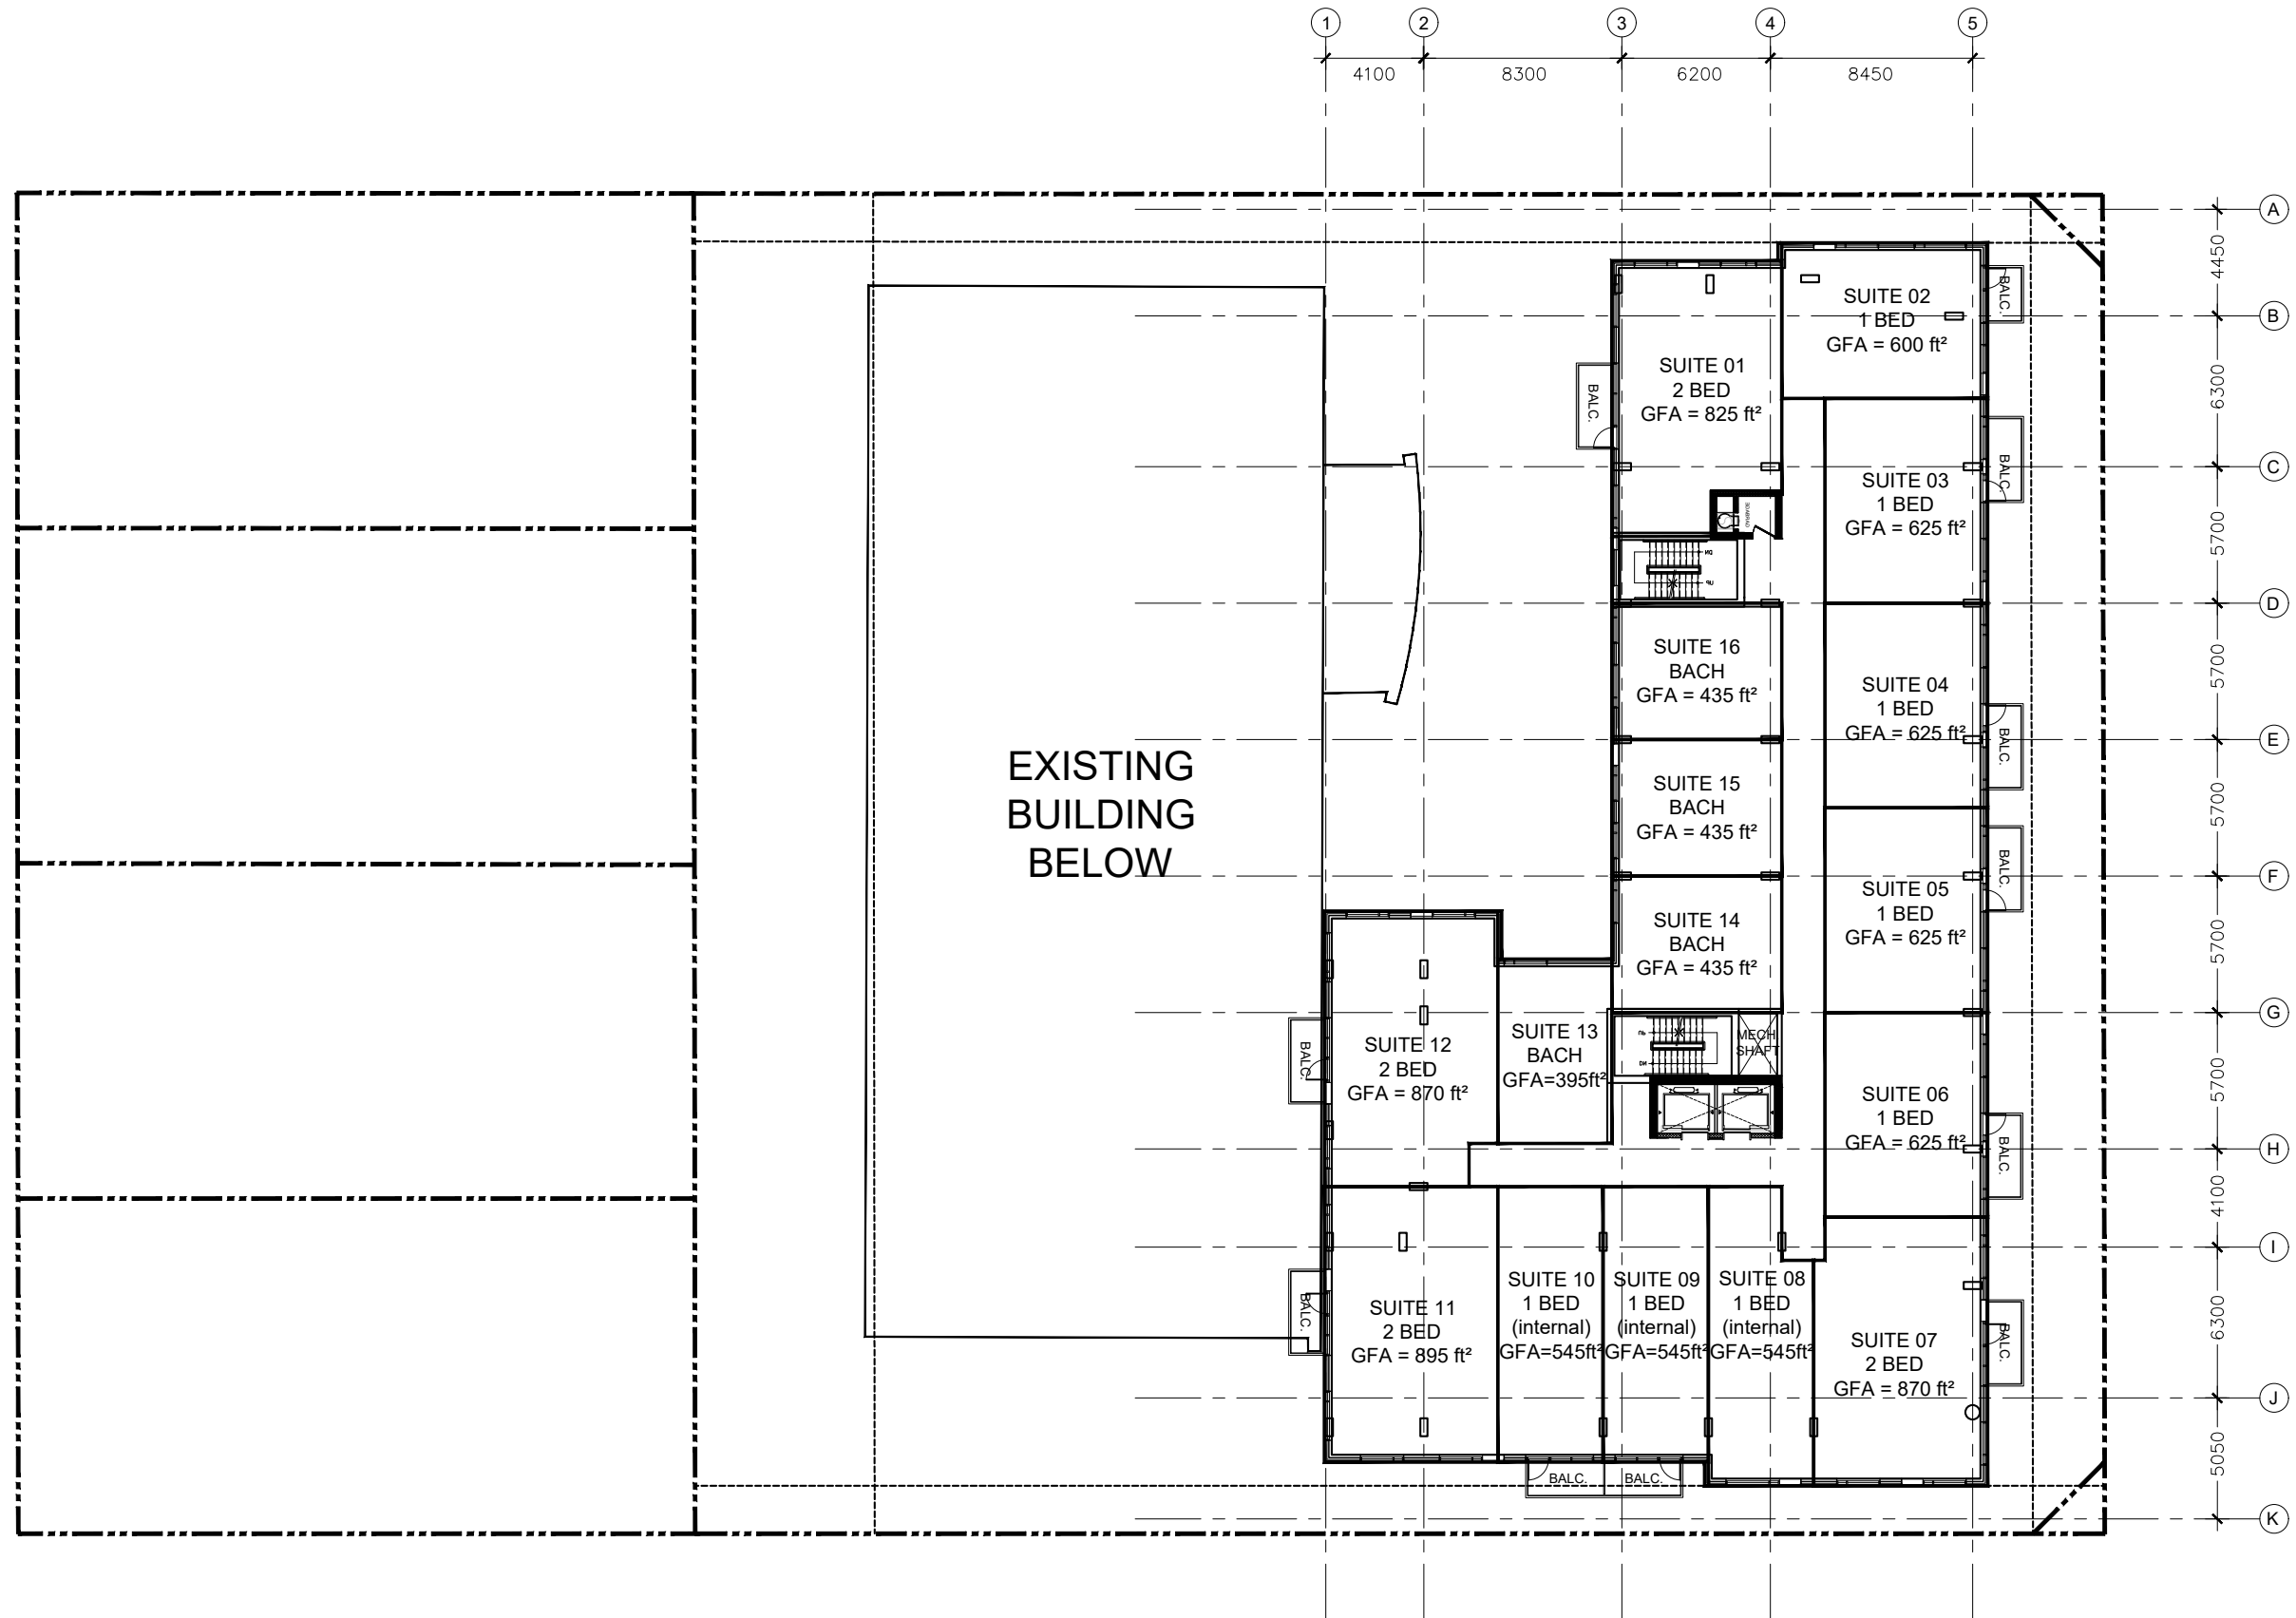 1
2
3
4
5
4100
8300
6200
8450
A
4450
B
6300
C
5700
D
5700
E
5700
F
5700
G
5700
H
4100
I
6300
J
5050
K
SUITE 01
2 BED
GFA = 825 ft²
BALC.
SUITE 02
1 BED
GFA = 600 ft²
BALC.
SUITE 03
1 BED
GFA = 625 ft²
BALC.
DN
UP
SUITE 16
BACH
GFA = 435 ft²
SUITE 04
1 BED
GFA = 625 ft²
BALC.
EXISTING
BUILDING
BELOW
SUITE 15
BACH
GFA = 435 ft²
SUITE 05
1 BED
GFA = 625 ft²
BALC.
SUITE 14
BACH
GFA = 435 ft²
SUITE 12
2 BED
GFA = 870 ft²
BALC.
SUITE 13
BACH
GFA=395ft²
UP
DN
MECH
SHAFT
SUITE 06
1 BED
GFA = 625 ft²
BALC.
SUITE 11
2 BED
GFA = 895 ft²
BALC.
SUITE 10
1 BED
(internal)
GFA=545ft²
SUITE 09
1 BED
(internal)
GFA=545ft²
SUITE 08
1 BED
(internal)
GFA=545ft²
SUITE 07
2 BED
GFA = 870 ft²
BALC.
BALC.
BALC.